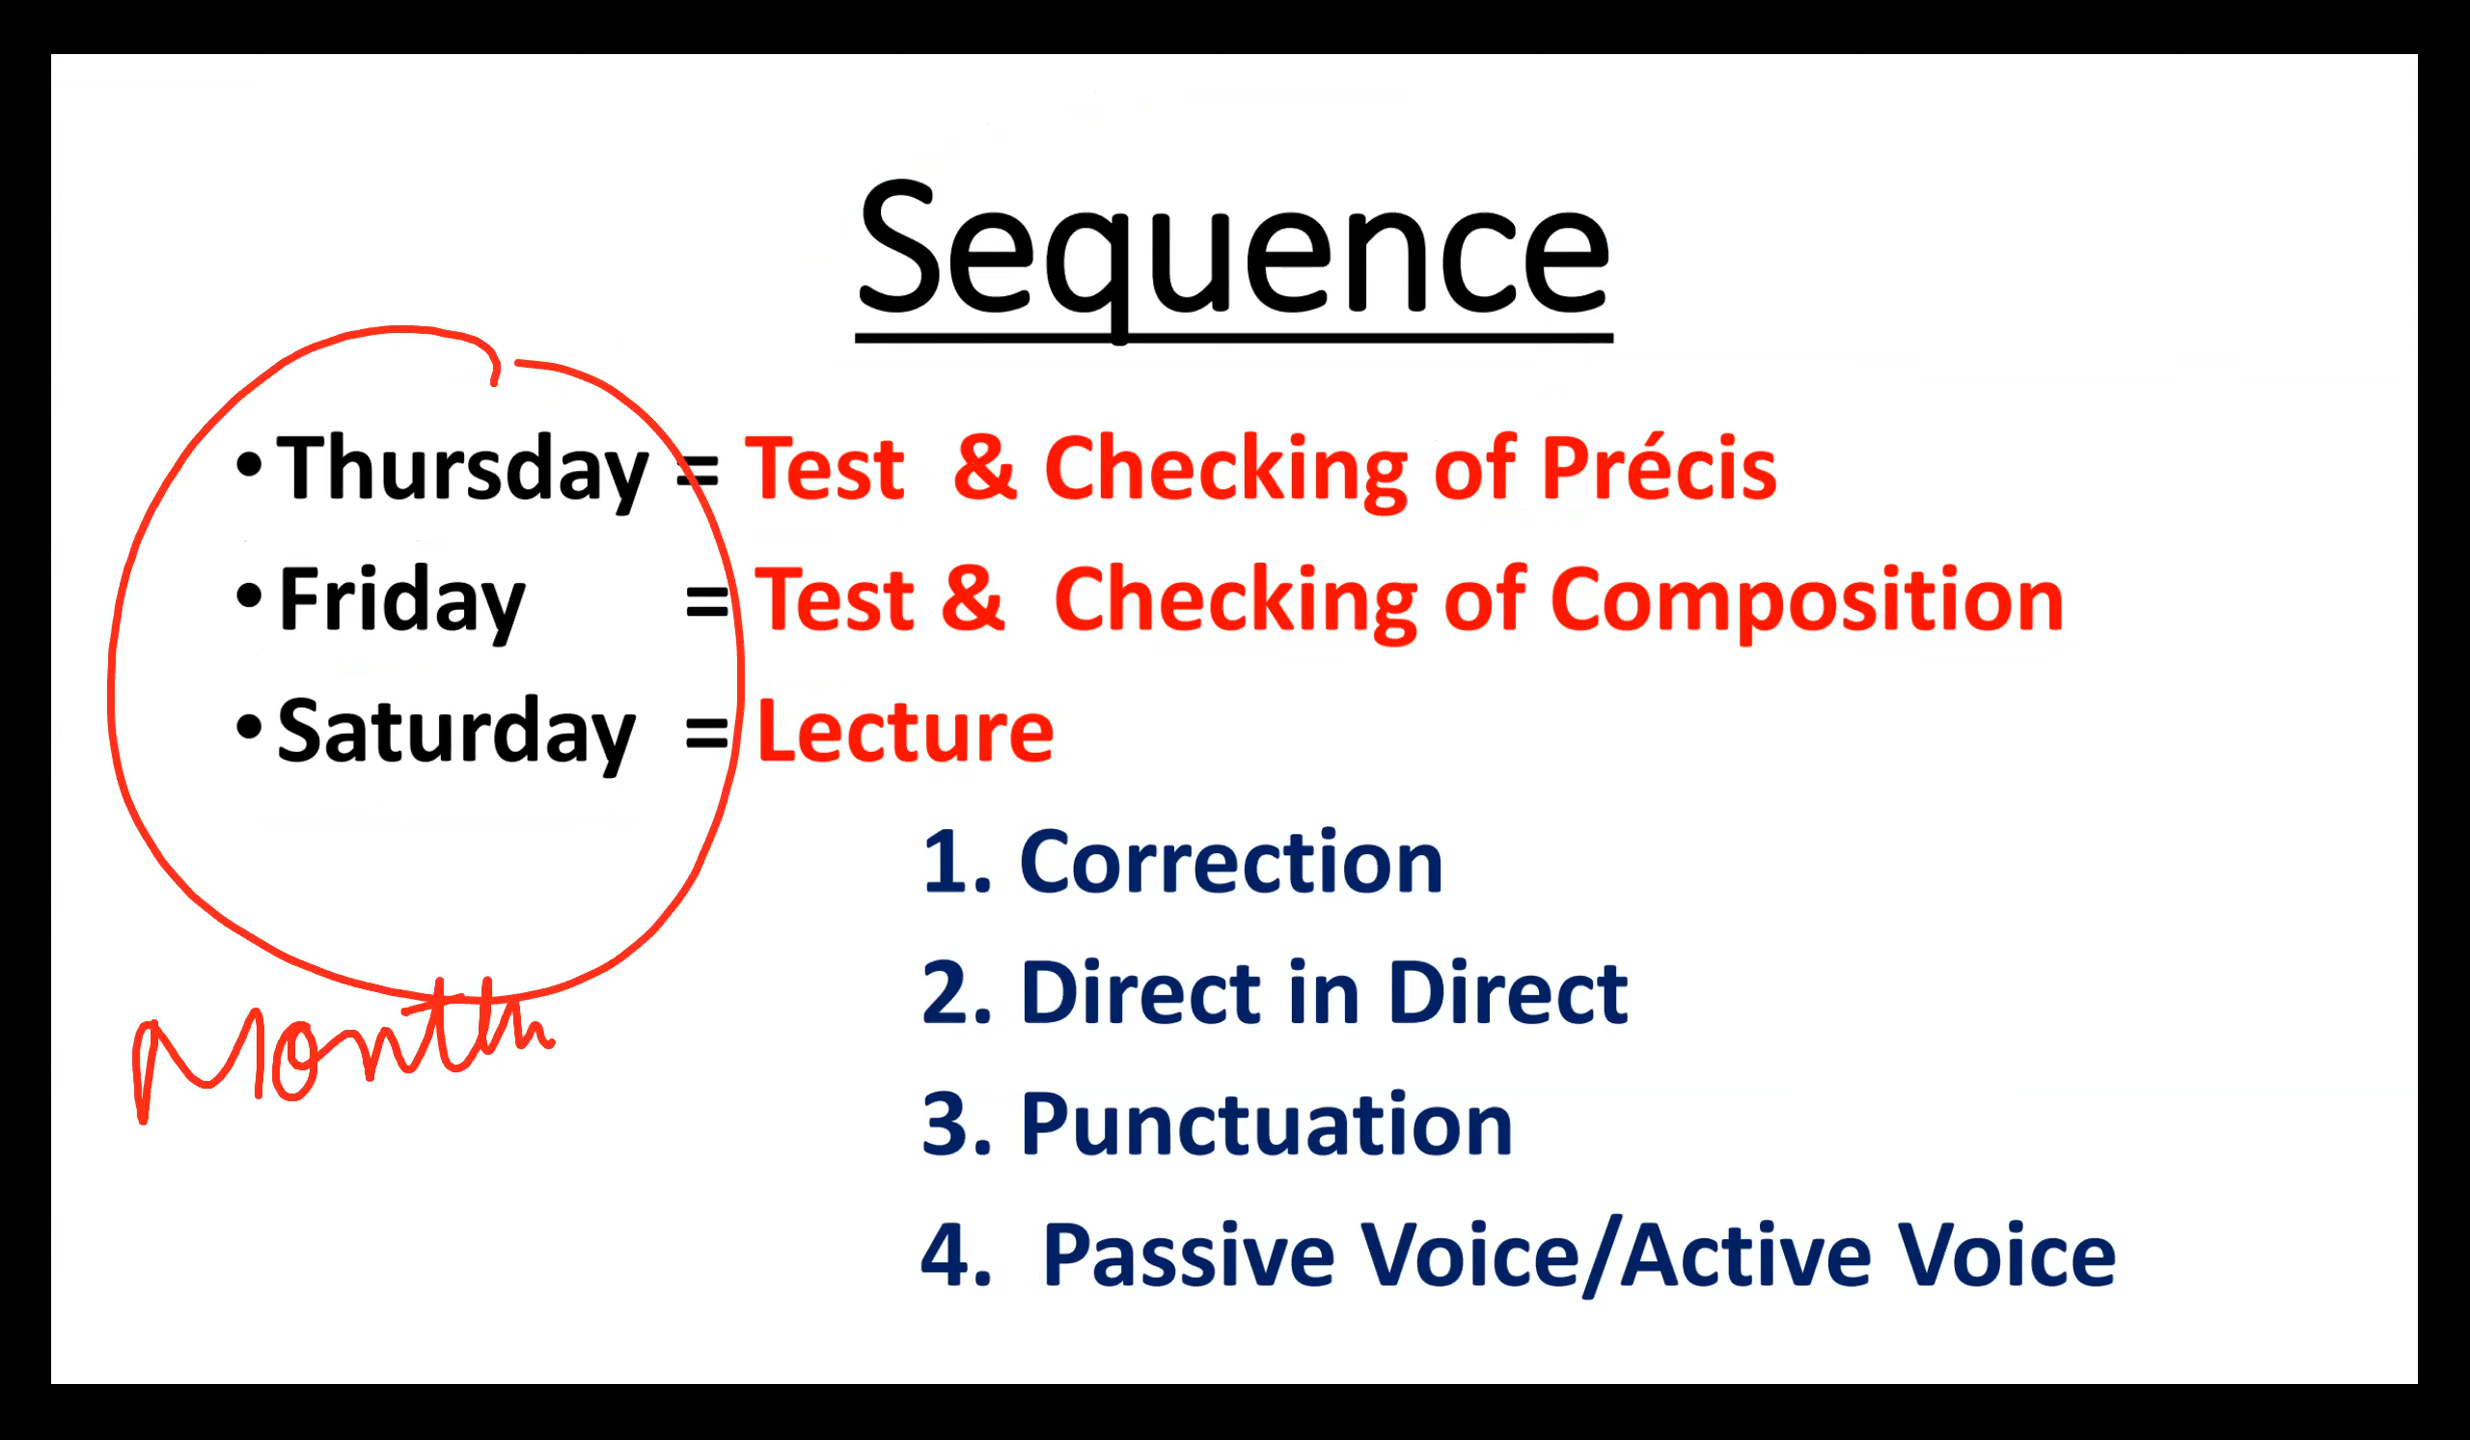 Sequence
•Thursday = Test & Checking of Précis
•Friday = Test & Checking of Composition
•Saturday = Lecture
1. Correction
2. Direct in Direct
Month
3. Punctuation
4. Passive Voice/Active Voice